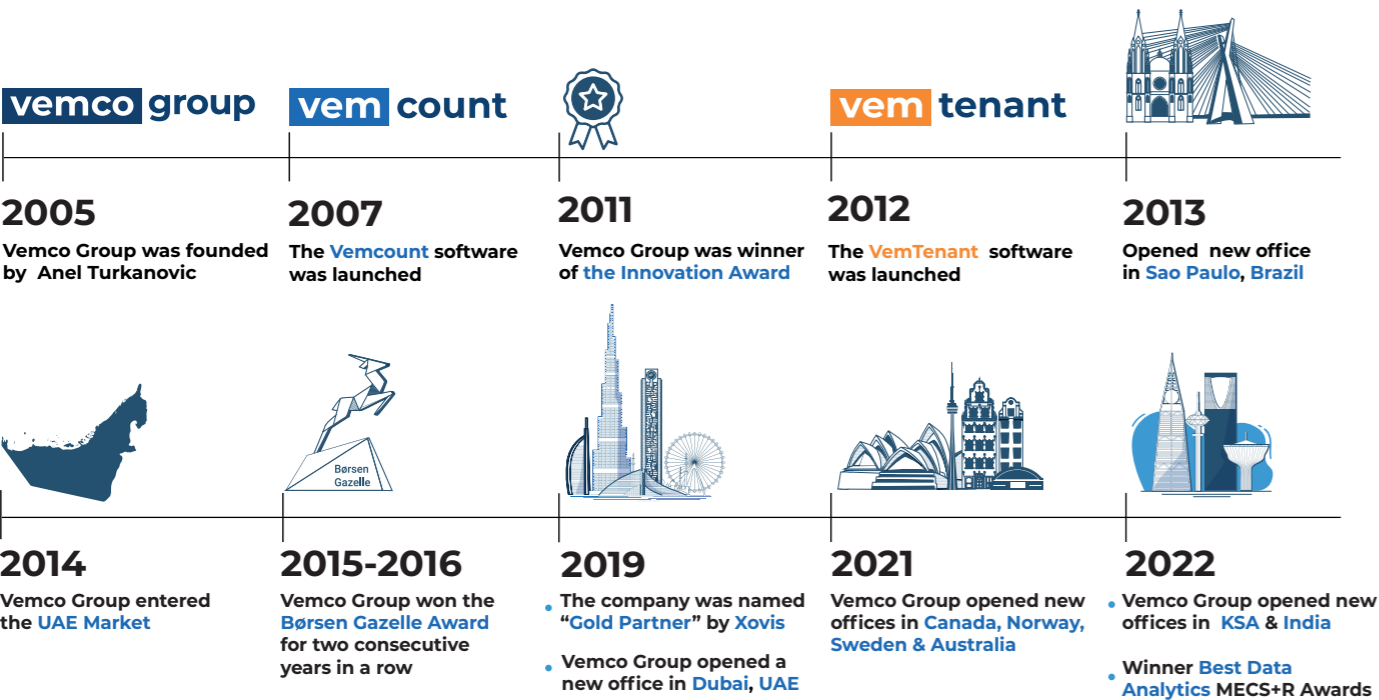 vemco group
vem count
vem tenant
2005
Vemco Group was founded
by Anel Turkanovic
2007
The Vemcount software
was launched
2011
Vemco Group was winner
of the Innovation Award
2012
The VemTenant software
was launched
2013
Opened new office
in Sao Paulo, Brazil
Børsen
Gazelle
2014
Vemco Group entered
the UAE Market
2015-2016
Vemco Group won the
Børsen Gazelle Award
for two consecutive
years in a row
2019
• The company was named
“Gold Partner” by Xovis
• Vemco Group opened a
new office in Dubai, UAE
2021
Vemco Group opened new
offices in Canada, Norway,
Sweden & Australia
2022
• Vemco Group opened new
offices in KSA & India
• Winner Best Data
Analytics MECS+R Awards